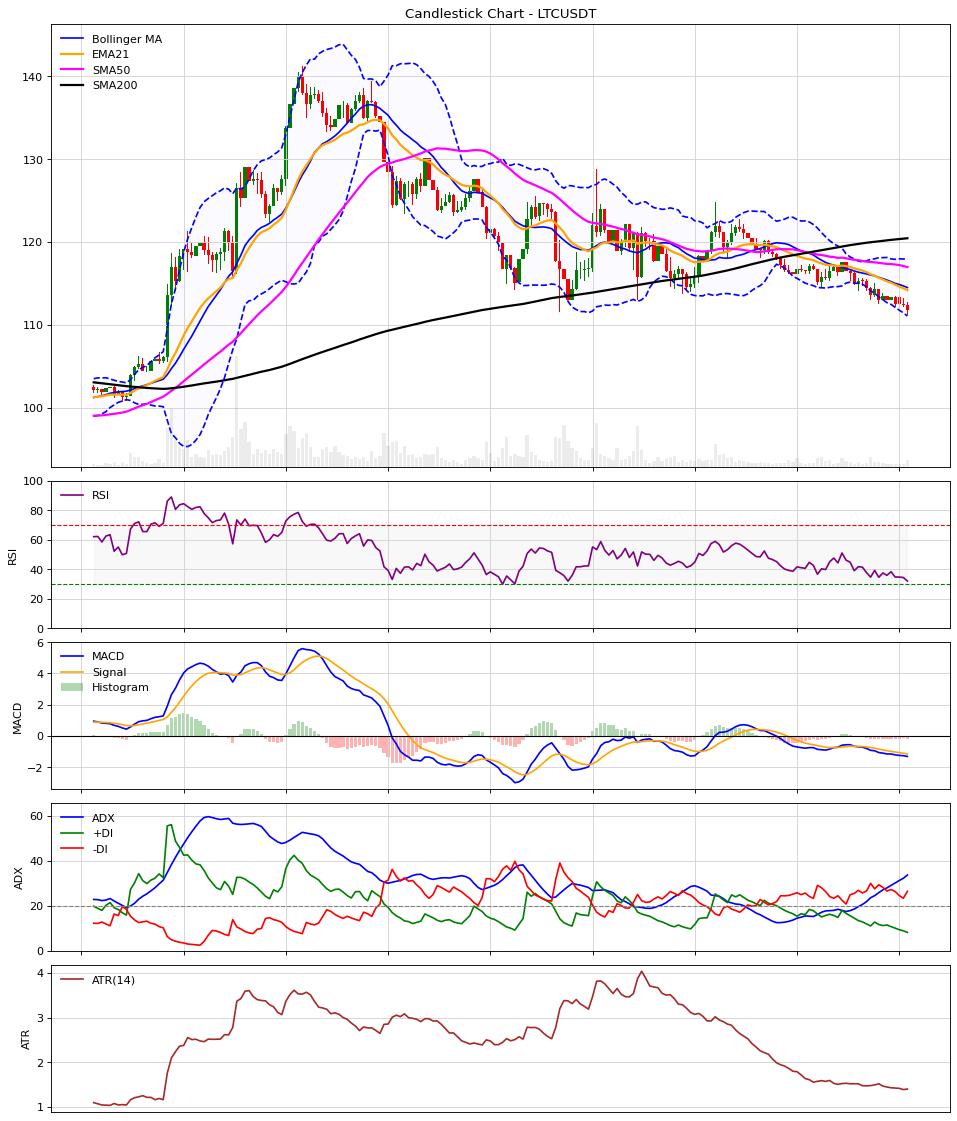 Candlestick Chart - LTCUSDT
Bollinger MA
EMA21
SMA50
SMA200
140
130
120
110
100
RSI
RSI
100
80
60
40
20
0
MACD
Signal
Histogram
MACD
6
4
2
0
−2
ADX
+DI
-DI
ADX
60
40
20
0
ATR(14)
ATR
4
3
2
1